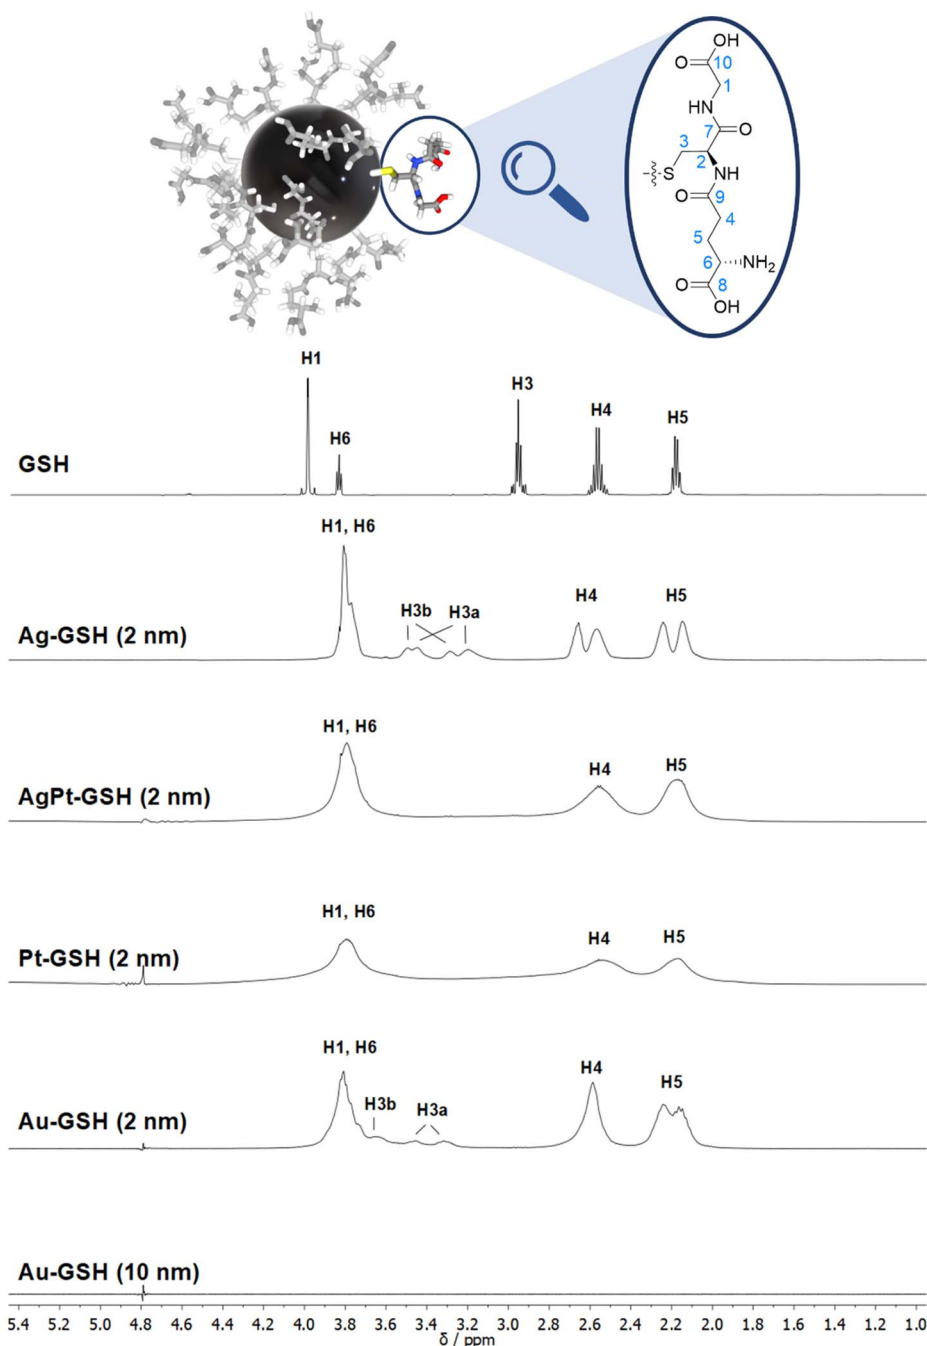 OH
O
10
1
HN
7
O
3
2
S
NH
9
O
4
5
6
NH₂
8
O
OH
H1
H6
H3
H4
H5
GSH
H1, H6
H3b
H3a
H4
H5
Ag-GSH (2 nm)
H1, H6
H4
H5
AgPt-GSH (2 nm)
H1, H6
H4
H5
Pt-GSH (2 nm)
H1, H6
H3b
H3a
H4
H5
Au-GSH (2 nm)
Au-GSH (10 nm)
5.4 5.2 5.0 4.8 4.6 4.4 4.2 4.0 3.8 3.6 3.4 3.2 3.0 2.8 2.6 2.4 2.2 2.0 1.8 1.6 1.4 1.2 1.0
δ / ppm